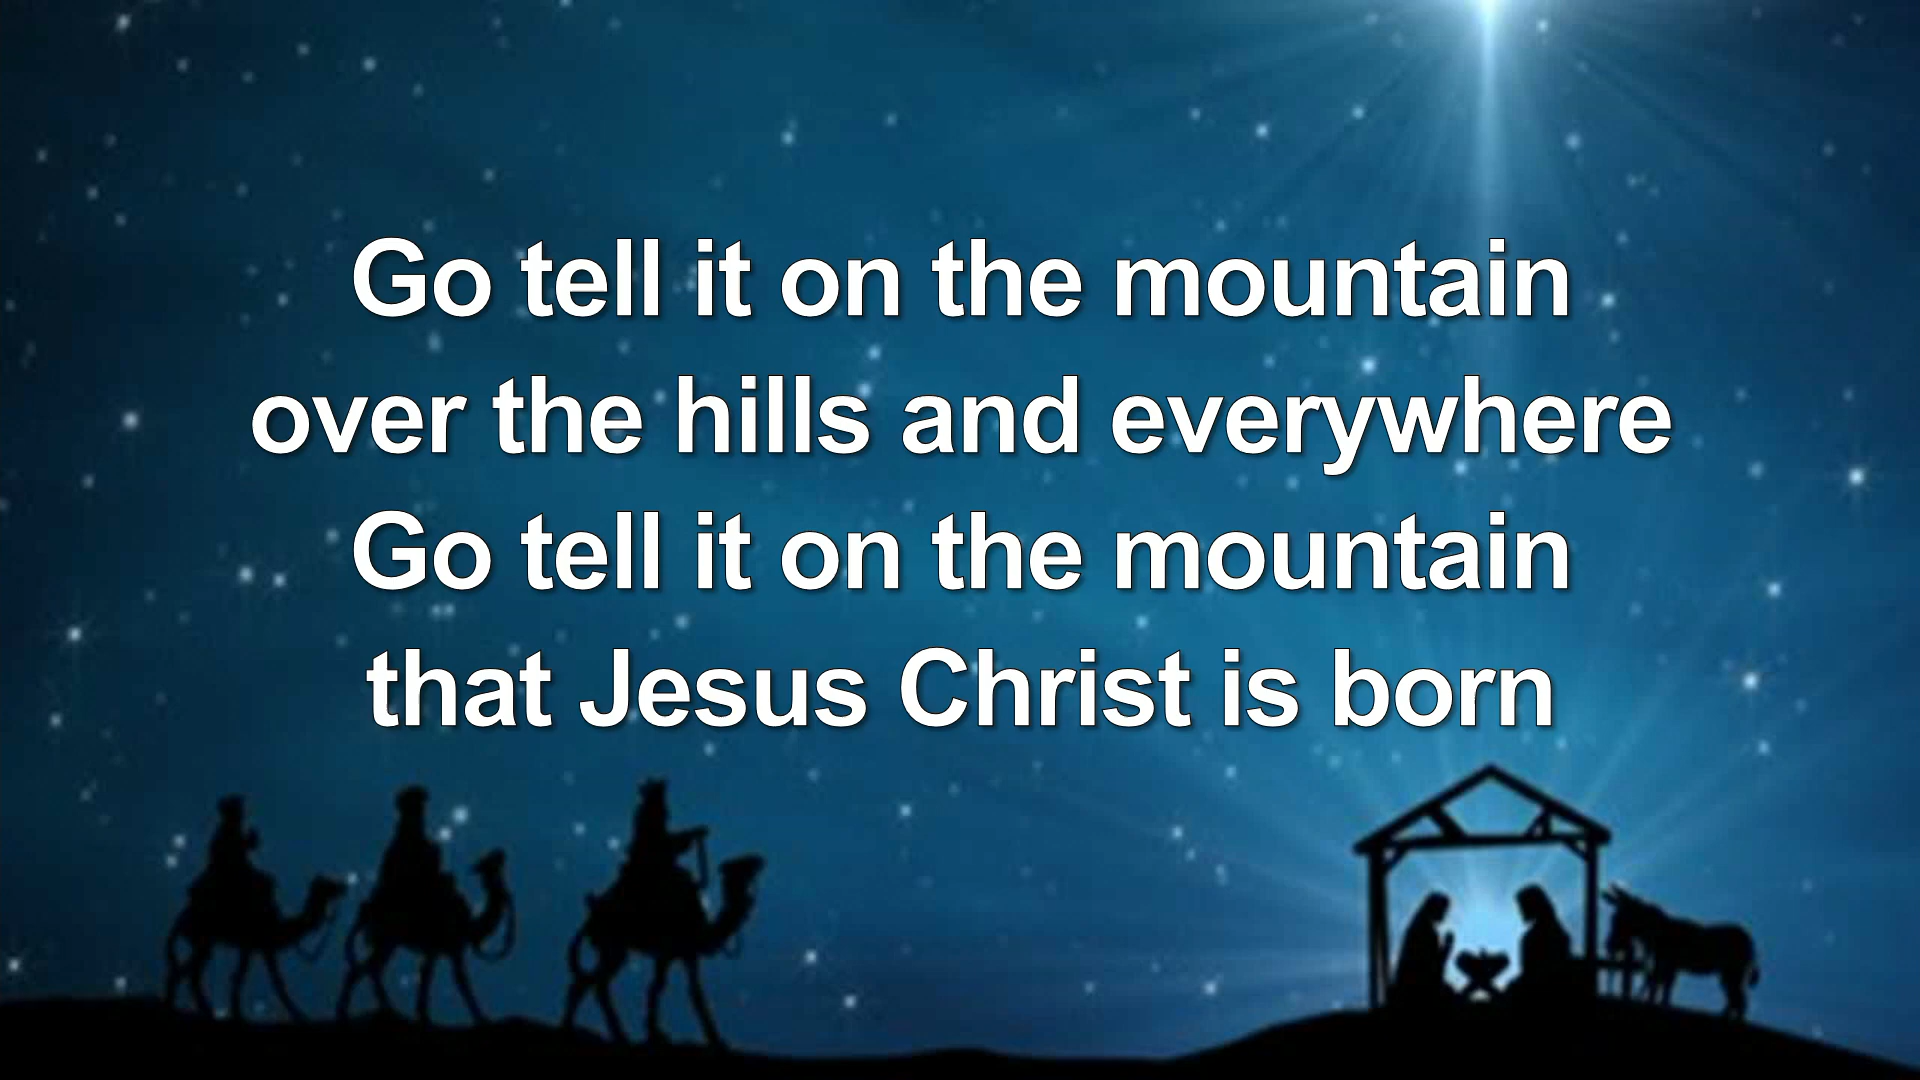 Go tell it on the mountain
over the hills and everywhere
Go tell it on the mountain
that Jesus Christ is born